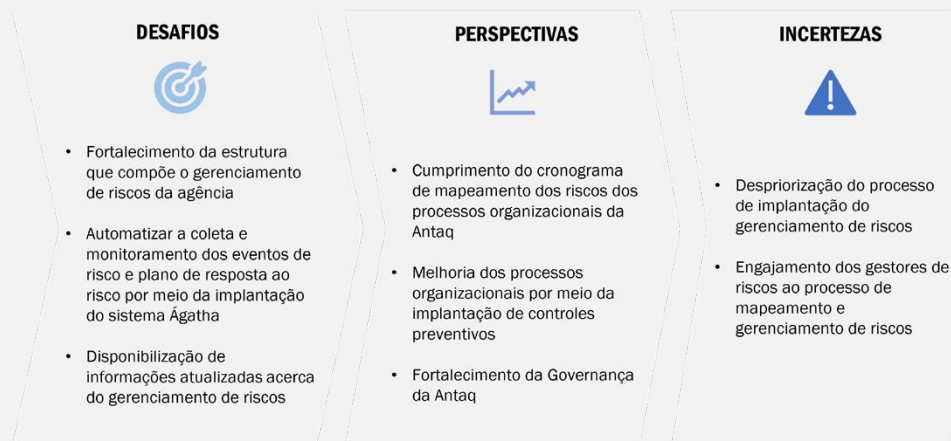 DESAFIOS
• Fortalecimento da estrutura
que compõe o gerenciamento
de riscos da agência
• Automatizar a coleta e
monitoramento dos eventos de
risco e plano de resposta ao
risco por meio da implantação
do sistema Ágatha
• Disponibilização de
informações atualizadas acerca
do gerenciamento de riscos
PERSPECTIVAS
• Cumprimento do cronograma
de mapeamento dos riscos dos
processos organizacionais da
Antaq
• Melhoria dos processos
organizacionais por meio da
implantação de controles
preventivos
• Fortalecimento da Governança
da Antaq
INCERTEZAS
• Despriorização do processo
de implantação do
gerenciamento de riscos
• Engajamento dos gestores de
riscos ao processo de
mapeamento e
gerenciamento de riscos